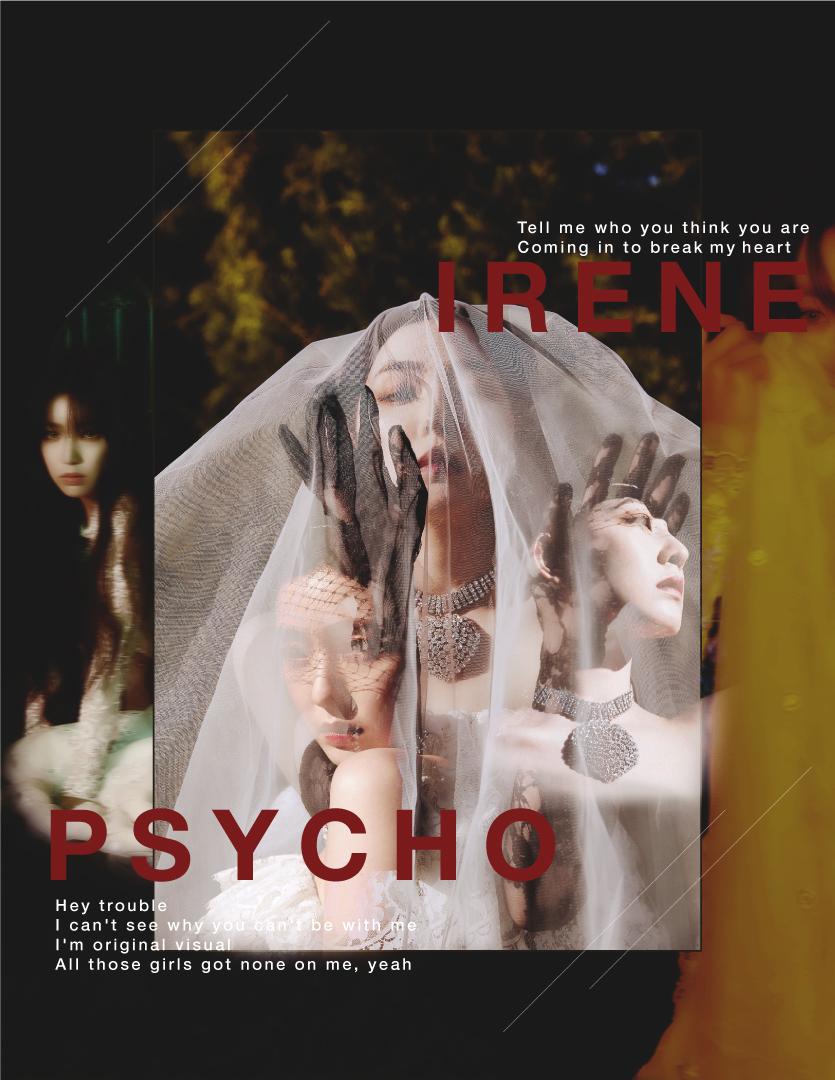 Tell me who you think you are
Coming in to break my heart
IRENE
PSYCHO
Hey trouble
I can't see why you can't be with me
I'm original visual
All those girls got none on me, yeah